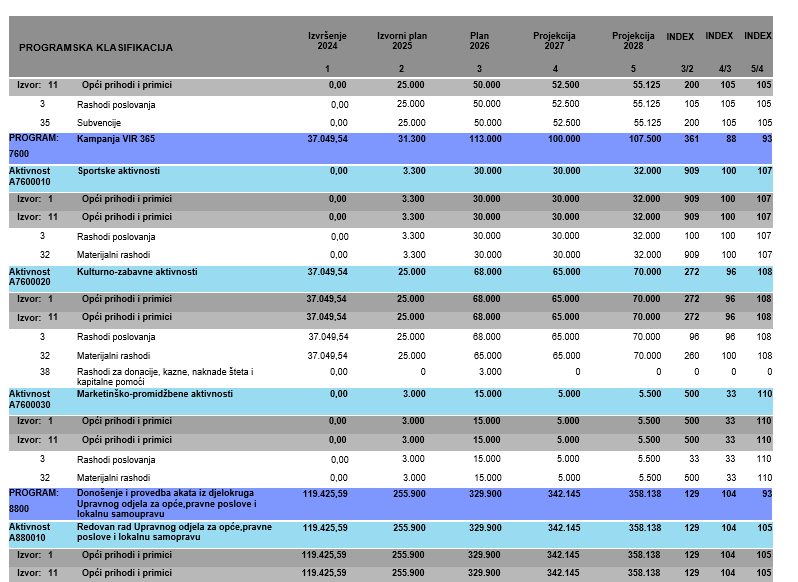 PROGRAMSKA KLASIFIKACIJA Izvršenje 2024 Izvorni plan 2025 Plan 2026 Projekcija 2027 Projekcija 2028 INDEX INDEX INDEX
1 2 3 4 5 3/2 4/3 5/4
Izvor: 11 Opći prihodi i primici 0,00 25.000 50.000 52.500 55.125 200 105 105
3 Rashodi poslovanja 0,00 25.000 50.000 52.500 55.125 105 105 105
35 Subvencije 0,00 25.000 50.000 52.500 55.125 200 105 105
PROGRAM: Kampanja VIR 365 37.049,54 31.300 113.000 100.000 107.500 361 88 93
7600
Aktivnost Sportske aktivnosti 0,00 3.300 30.000 30.000 32.000 909 100 107
A7600010
Izvor: 1 Opći prihodi i primici 0,00 3.300 30.000 30.000 32.000 909 100 107
Izvor: 11 Opći prihodi i primici 0,00 3.300 30.000 30.000 32.000 909 100 107
3 Rashodi poslovanja 0,00 3.300 30.000 30.000 32.000 100 100 107
32 Materijalni rashodi 0,00 3.300 30.000 30.000 32.000 909 100 107
Aktivnost Kulturno-zabavne aktivnosti 37.049,54 25.000 68.000 65.000 70.000 272 96 108
A7600020
Izvor: 1 Opći prihodi i primici 37.049,54 25.000 68.000 65.000 70.000 272 96 108
Izvor: 11 Opći prihodi i primici 37.049,54 25.000 68.000 65.000 70.000 272 96 108
3 Rashodi poslovanja 37.049,54 25.000 68.000 65.000 70.000 96 96 108
32 Materijalni rashodi 37.049,54 25.000 65.000 65.000 70.000 260 100 108
38 Rashodi za donacije, kazne, naknade šteta i 0,00 0 3.000 0 0 0 0 0
kapitalne pomoći
Aktivnost Marketinško-promidžbene aktivnosti 0,00 3.000 15.000 5.000 5.500 500 33 110
A7600030
Izvor: 1 Opći prihodi i primici 0,00 3.000 15.000 5.000 5.500 500 33 110
Izvor: 11 Opći prihodi i primici 0,00 3.000 15.000 5.000 5.500 500 33 110
3 Rashodi poslovanja 0,00 3.000 15.000 5.000 5.500 33 33 110
32 Materijalni rashodi 0,00 3.000 15.000 5.000 5.500 500 33 110
PROGRAM: Donošenje i provedba akata iz djelokruga 119.425,59 255.900 329.900 342.145 358.138 129 104 93
8800 Upravnog odjela za opće,pravne poslove i
lokalnu samoupravu
Aktivnost Redovan rad Upravnog odjela za opće,pravne 119.425,59 255.900 329.900 342.145 358.138 129 104 105
A880010 poslove i lokalnu samopravu
Izvor: 1 Opći prihodi i primici 119.425,59 255.900 329.900 342.145 358.138 129 104 105
Izvor: 11 Opći prihodi i primici 119.425,59 255.900 329.900 342.145 358.138 129 104 105